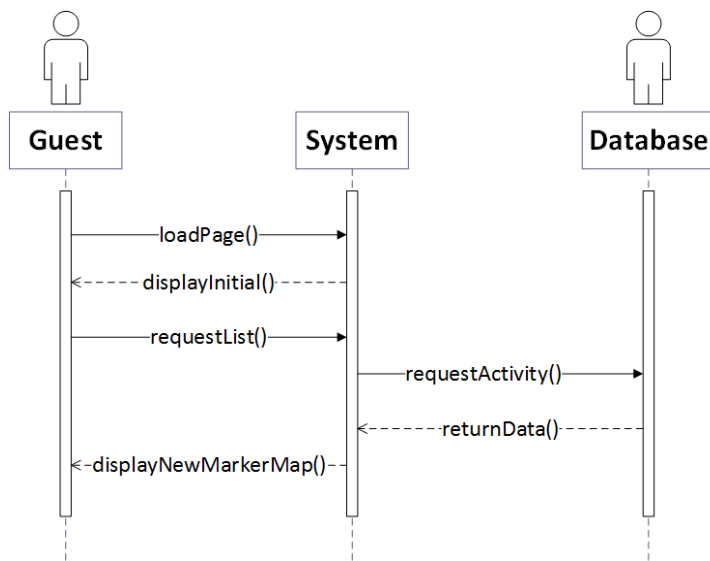 Guest
System
Database
loadPage()
displayInitial()
requestList()
requestActivity()
returnData()
displayNewMarkerMap()